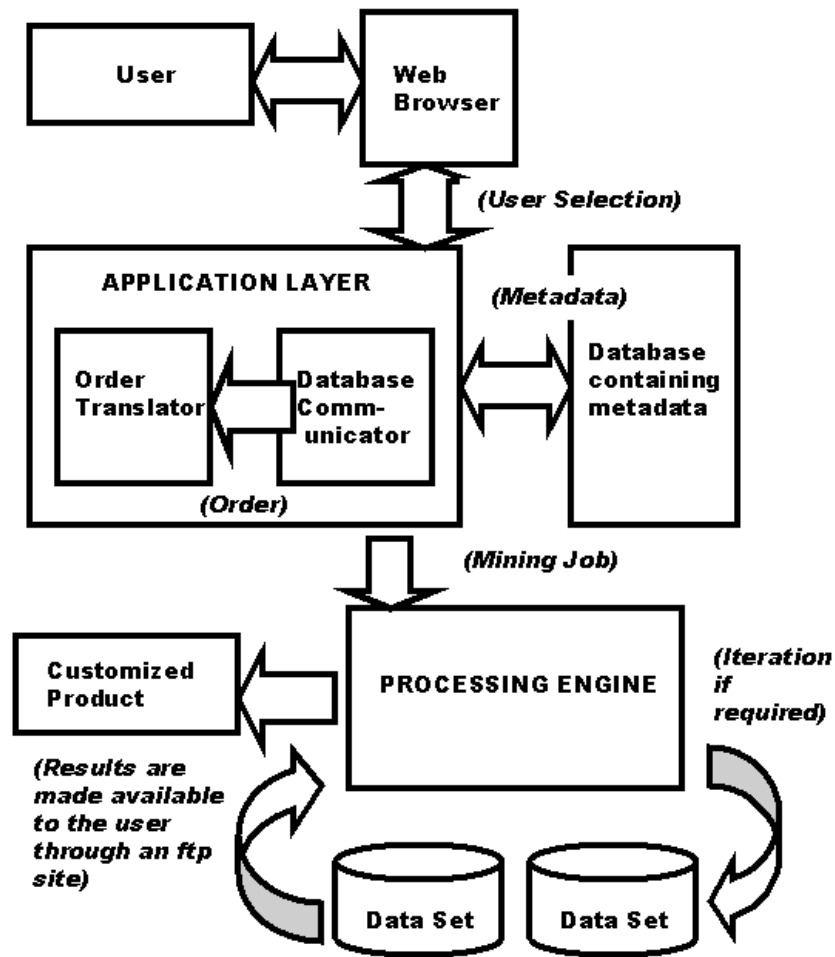 User
Web
Browser
(User Selection)
APPLICATION LAYER
(Metadata)
Order
Translator
Database
Comm-
unicator
Database
containing
metadata
(Order)
(Mining Job)
Customized
Product
PROCESSING ENGINE
(Iteration
if
required)
(Results are
made available
to the user
through an ftp
site)
Data Set
Data Set